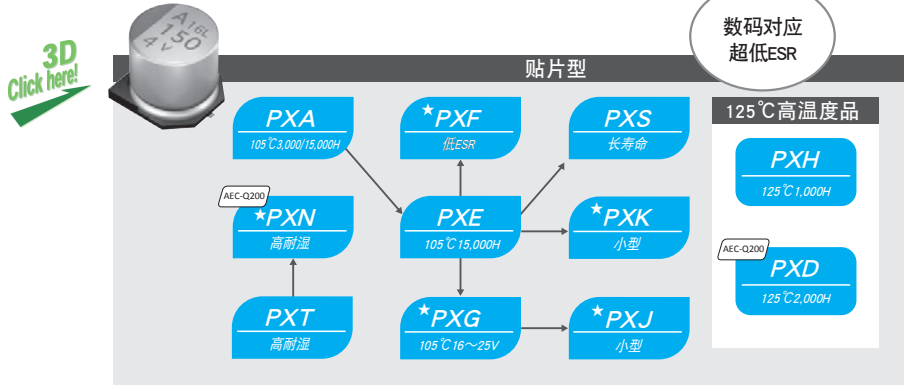 数码对应
超低ESR
3D
Click here!
A16L
150
4V
贴片型
PXA
105℃3,000/15,000H
★PXF
低ESR
PXS
长寿命
125℃高温度品
PXH
125℃1,000H
AEC-Q200
★PXN
高耐湿
PXE
105℃15,000H
★PXK
小型
AEC-Q200
PXD
125℃2,000H
PXT
高耐湿
★PXG
105℃16～25V
★PXJ
小型